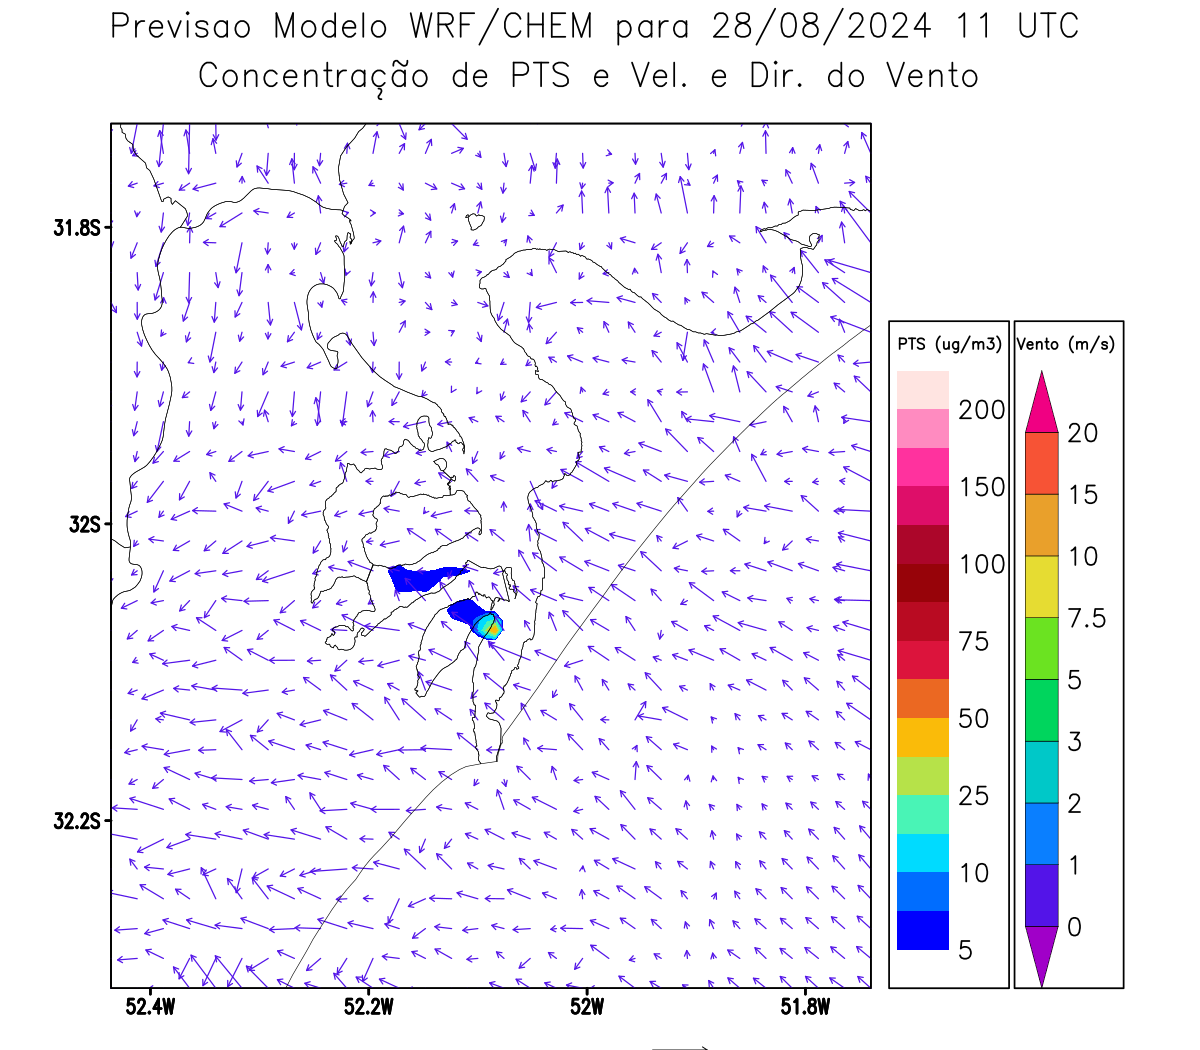 Previsao Modelo WRF/CHEM para 28/08/2024 11 UTC
Concentração de PTS e Vel. e Dir. do Vento
31.8S
32S
32.2S
52.4W 52.2W 52W 51.8W
PTS (ug/m3)
200
150
100
75
50
25
10
5
Vento (m/s)
20
15
10
7.5
5
3
2
1
0